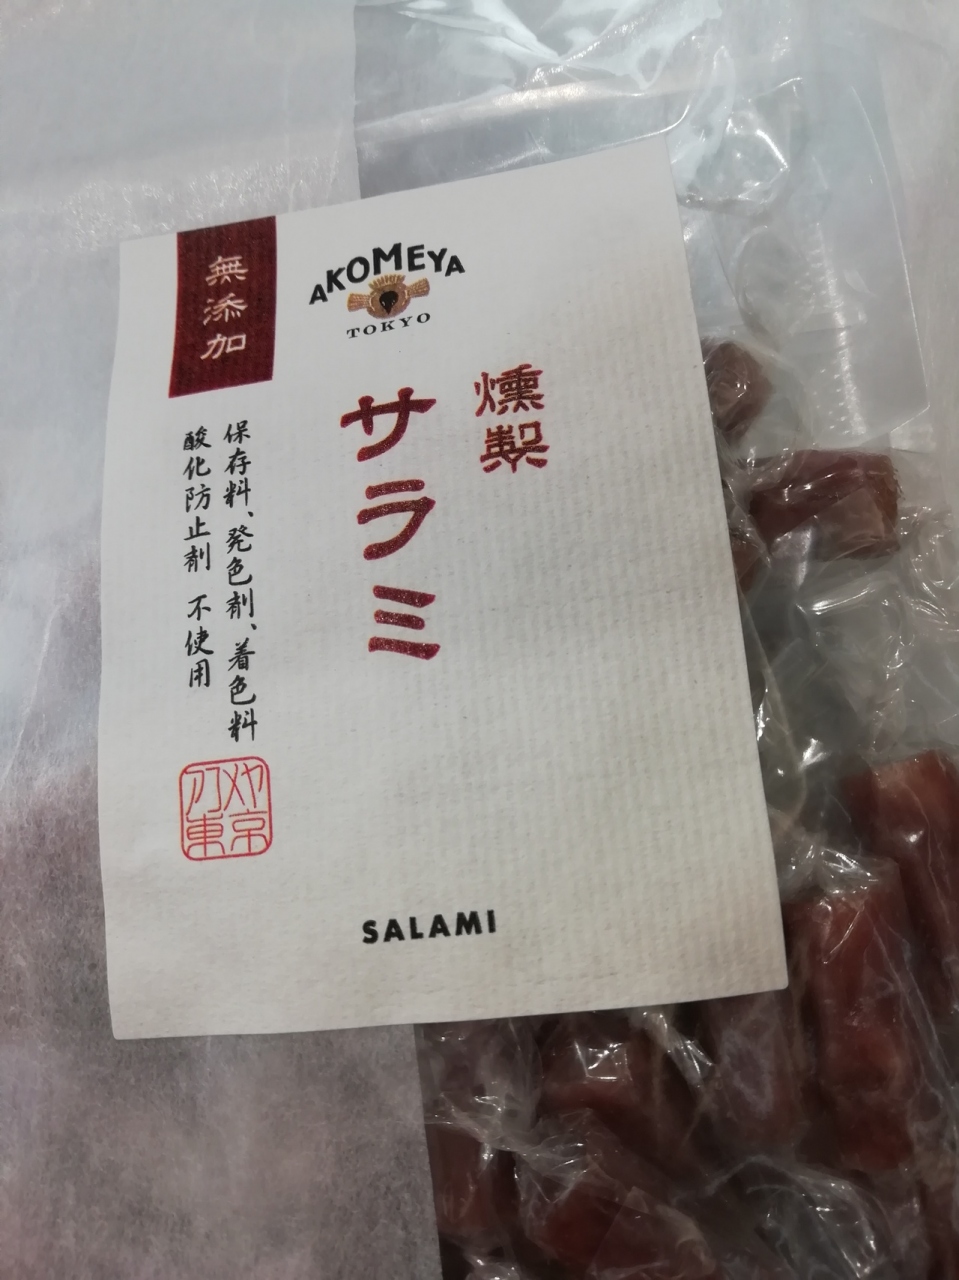 AKOMEYA
TOKYO
燻製
サラミ
無添加
保存料、発色剤、着色料
酸化防止剤 不使用
SALAMI